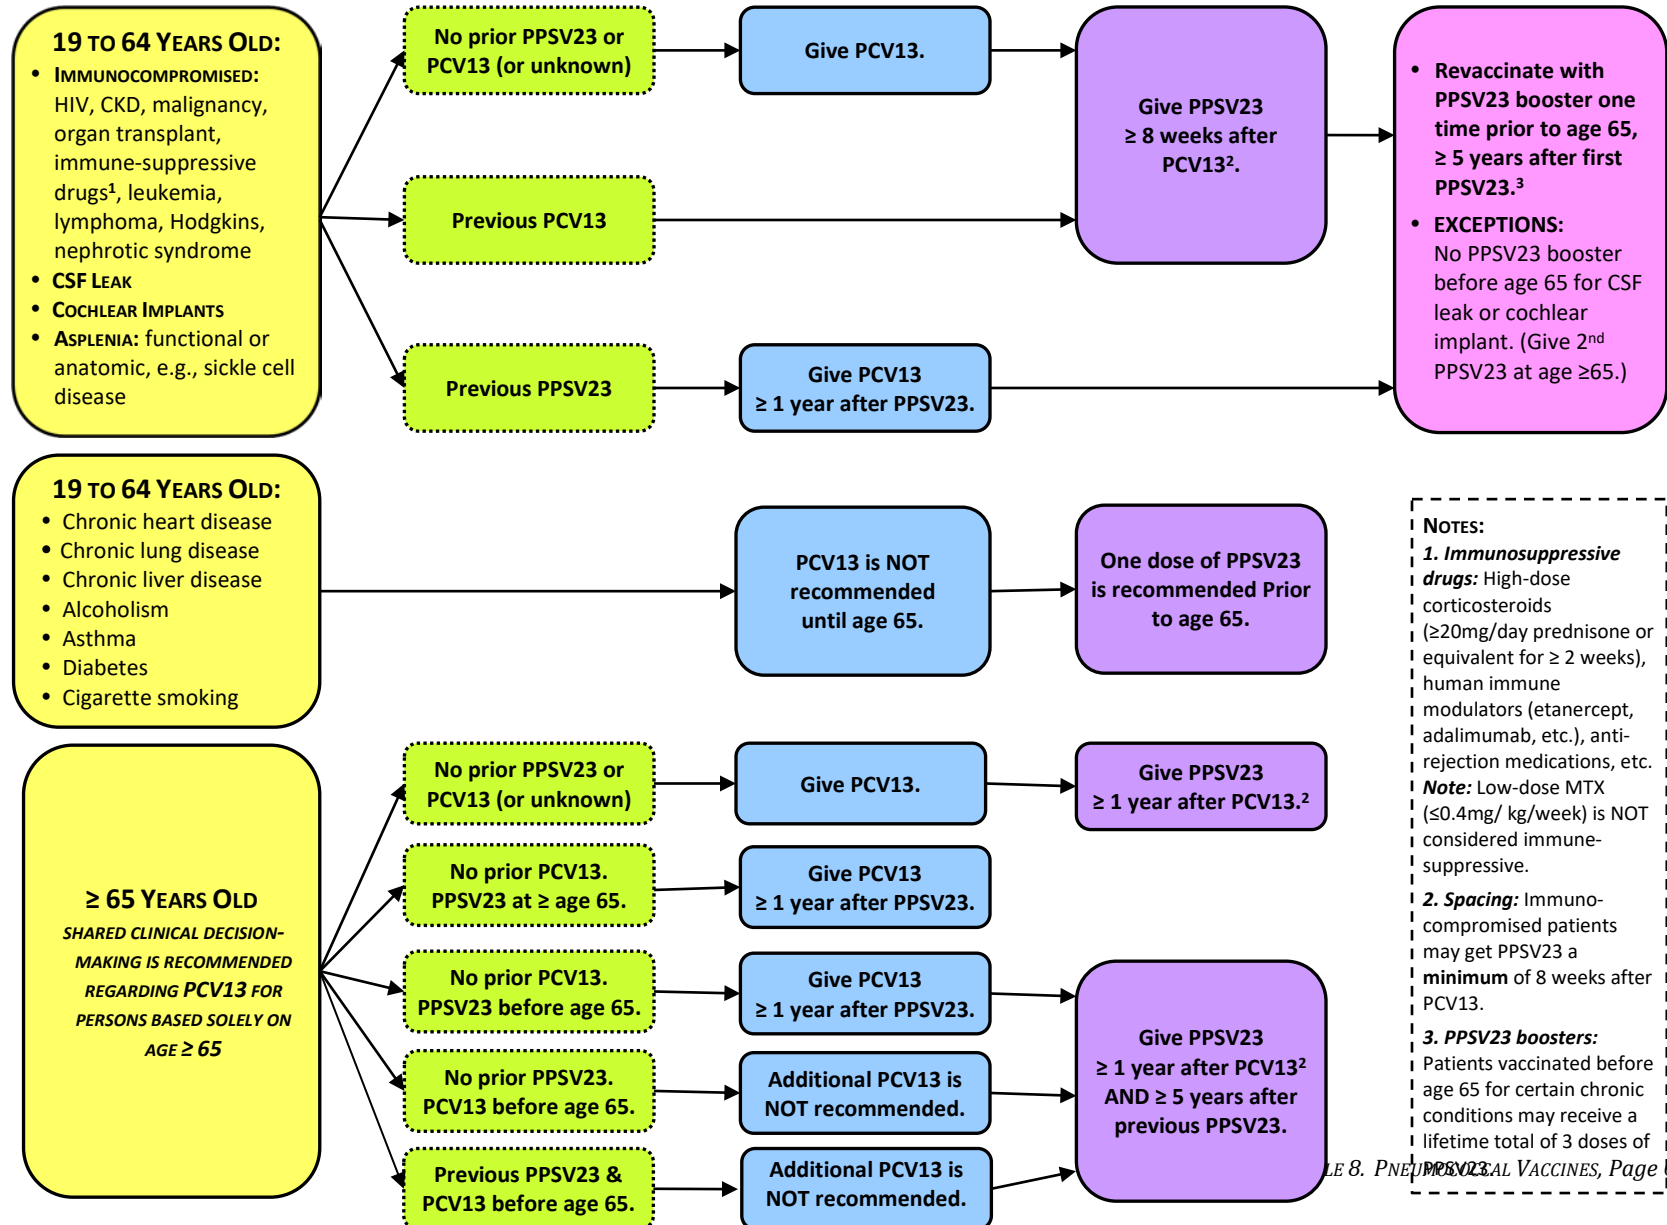 19 TO 64 YEARS OLD:
• IMMUNOCOMPROMISED:
HIV, CKD, malignancy,
organ transplant,
immune-suppressive
drugs¹, leukemia,
lymphoma, Hodgkins,
nephrotic syndrome
• CSF LEAK
• COCHLEAR IMPLANTS
• ASPLENIA: functional or
anatomic, e.g., sickle cell
disease
No prior PPSV23 or
PCV13 (or unknown)
Give PCV13.
Previous PCV13
Give PPSV23
≥ 8 weeks after
PCV13².
Previous PPSV23
Give PCV13
≥ 1 year after PPSV23.
• Revaccinate with
PPSV23 booster one
time prior to age 65,
≥ 5 years after first
PPSV23.³
• EXCEPTIONS:
No PPSV23 booster
before age 65 for CSF
leak or cochlear
implant. (Give 2nd
PPSV23 at age ≥65.)
19 TO 64 YEARS OLD:
• Chronic heart disease
• Chronic lung disease
• Chronic liver disease
• Alcoholism
• Asthma
• Diabetes
• Cigarette smoking
PCV13 is NOT
recommended
until age 65.
One dose of PPSV23
is recommended Prior
to age 65.
≥ 65 YEARS OLD
SHARED CLINICAL DECISION-
MAKING IS RECOMMENDED
REGARDING PCV13 FOR
PERSONS BASED SOLELY ON
AGE ≥ 65
No prior PPSV23 or
PCV13 (or unknown)
Give PCV13.
Give PPSV23
≥ 1 year after PCV13.²
No prior PCV13.
PPSV23 at ≥ age 65.
Give PCV13
≥ 1 year after PPSV23.
No prior PCV13.
PPSV23 before age 65.
Give PCV13
≥ 1 year after PPSV23.
No prior PPSV23.
PCV13 before age 65.
Additional PCV13 is
NOT recommended.
Previous PPSV23 &
PCV13 before age 65.
Additional PCV13 is
NOT recommended.
Give PPSV23
≥ 1 year after PCV13²
AND ≥ 5 years after
previous PPSV23.
NOTES:
1. Immunosuppressive
drugs: High-dose
corticosteroids
(≥20mg/day prednisone or
equivalent for ≥ 2 weeks),
human immune
modulators (etanercept,
adalimumab, etc.), anti-
rejection medications, etc.
Note: Low-dose MTX
(≤0.4mg/ kg/week) is NOT
considered immune-
suppressive.
2. Spacing: Immuno-
compromised patients
may get PPSV23 a
minimum of 8 weeks after
PCV13.
3. PPSV23 boosters:
Patients vaccinated before
age 65 for certain chronic
conditions may receive a
lifetime total of 3 doses of
PPSV23.
LE 8. PNEUMOCOCCAL VACCINES, Page